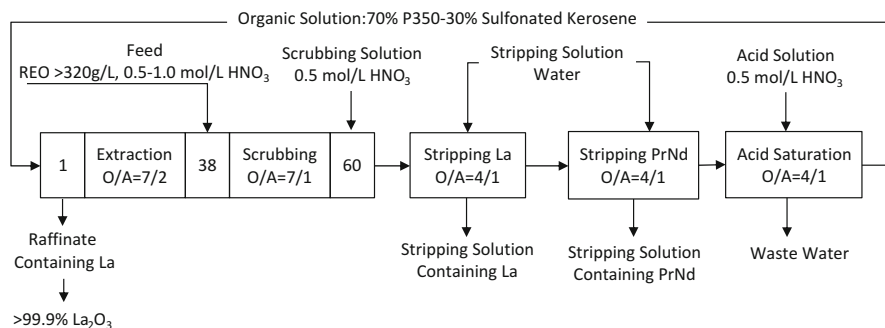 Organic Solution:70% P350-30% Sulfonated Kerosene
Feed
REO >320g/L, 0.5-1.0 mol/L HNO₃
Scrubbing Solution
0.5 mol/L HNO₃
Stripping Solution
Water
Acid Solution
0.5 mol/L HNO₃
1
Extraction
O/A=7/2
38
Scrubbing
O/A=7/1
60
Stripping La
O/A=4/1
Stripping PrNd
O/A=4/1
Acid Saturation
O/A=4/1
Raffinate
Containing La
Stripping Solution
Containing La
Stripping Solution
Containing PrNd
Waste Water
>99.9% La₂O₃